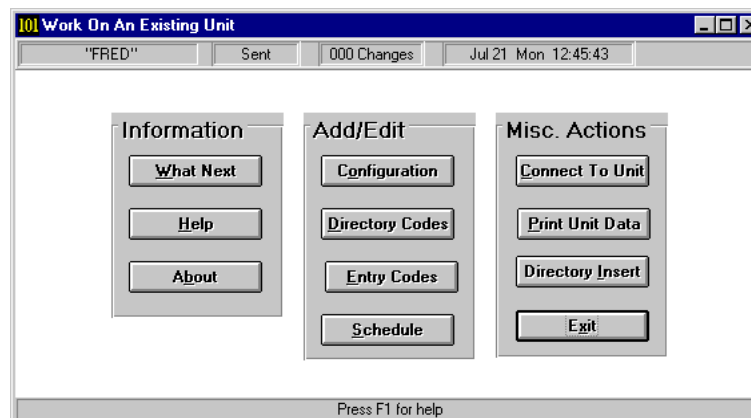 101 Work On An Existing Unit
"FRED" Sent 000 Changes Jul 21 Mon 12:45:43
Information
What Next
Help
About
Add/Edit
Configuration
Directory Codes
Entry Codes
Schedule
Misc. Actions
Connect To Unit
Print Unit Data
Directory Insert
Exit
Press F1 for help